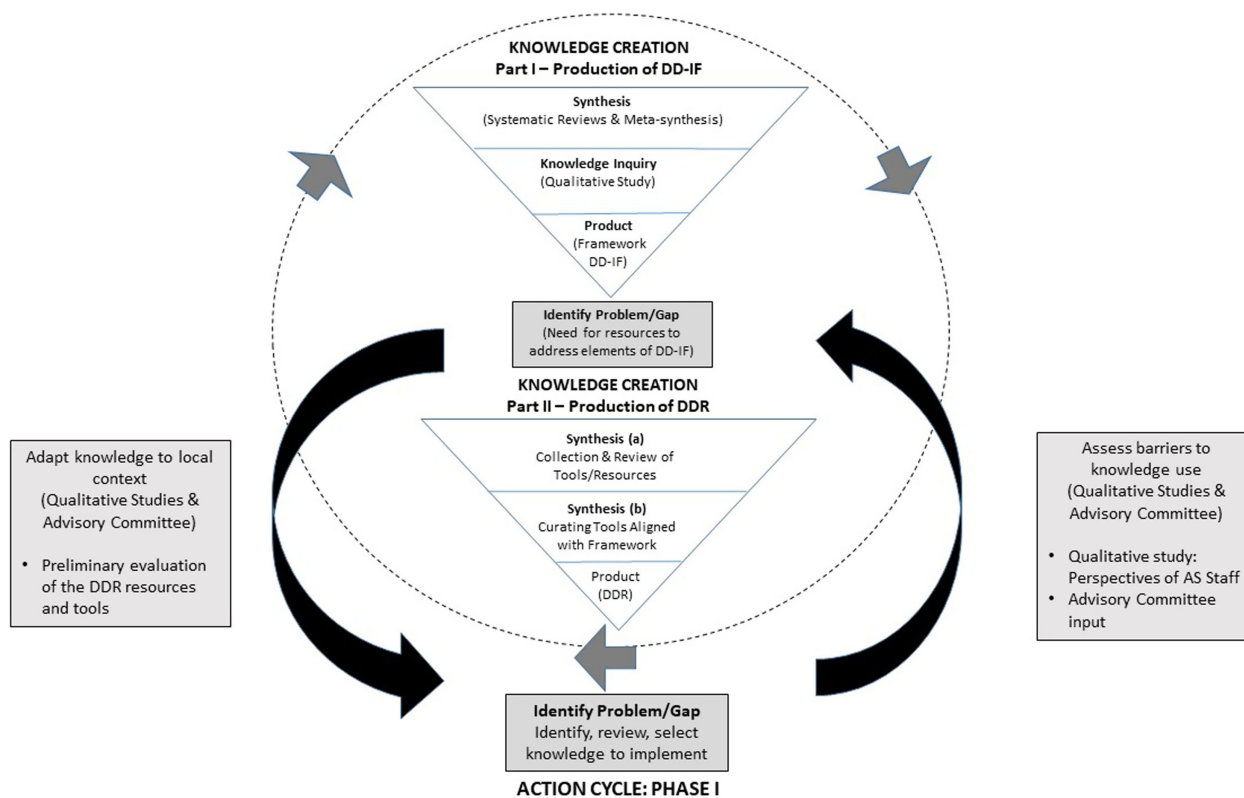 KNOWLEDGE CREATION
Part I – Production of DD-IF
Synthesis
(Systematic Reviews & Meta-synthesis)
Knowledge Inquiry
(Qualitative Study)
Product
(Framework
DD-IF)
Identify Problem/Gap
(Need for resources to
address elements of DD-IF)
KNOWLEDGE CREATION
Part II – Production of DDR
Synthesis (a)
Collection & Review of
Tools/Resources
Synthesis (b)
Curating Tools Aligned
with Framework
Product
(DDR)
Adapt knowledge to local
context
(Qualitative Studies &
Advisory Committee)
• Preliminary evaluation
of the DDR resources
and tools
Assess barriers to
knowledge use
(Qualitative Studies &
Advisory Committee)
• Qualitative study:
Perspectives of AS Staff
• Advisory Committee
input
Identify Problem/Gap
Identify, review, select
knowledge to implement
ACTION CYCLE: PHASE I